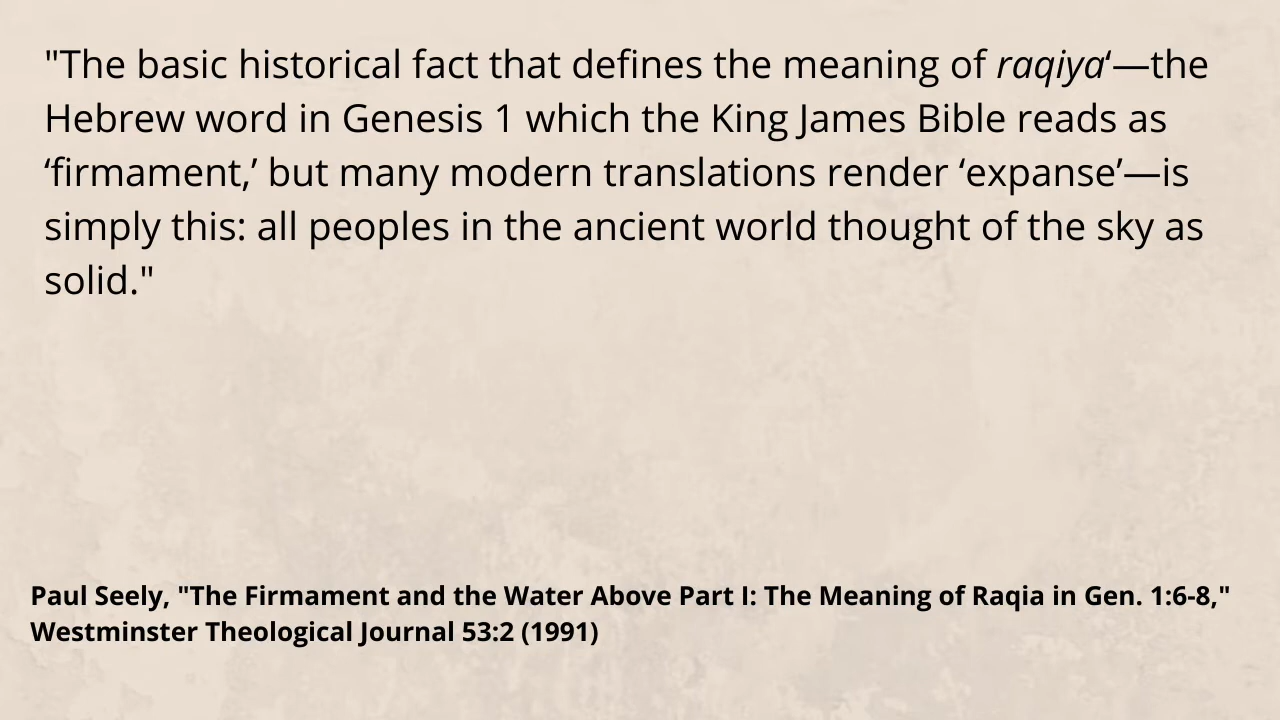 "The basic historical fact that defines the meaning of raqiya‘—the
Hebrew word in Genesis 1 which the King James Bible reads as
‘firmament,’ but many modern translations render ‘expanse’—is
simply this: all peoples in the ancient world thought of the sky as
solid."
Paul Seely, "The Firmament and the Water Above Part I: The Meaning of Raqia in Gen. 1:6-8,"
Westminster Theological Journal 53:2 (1991)